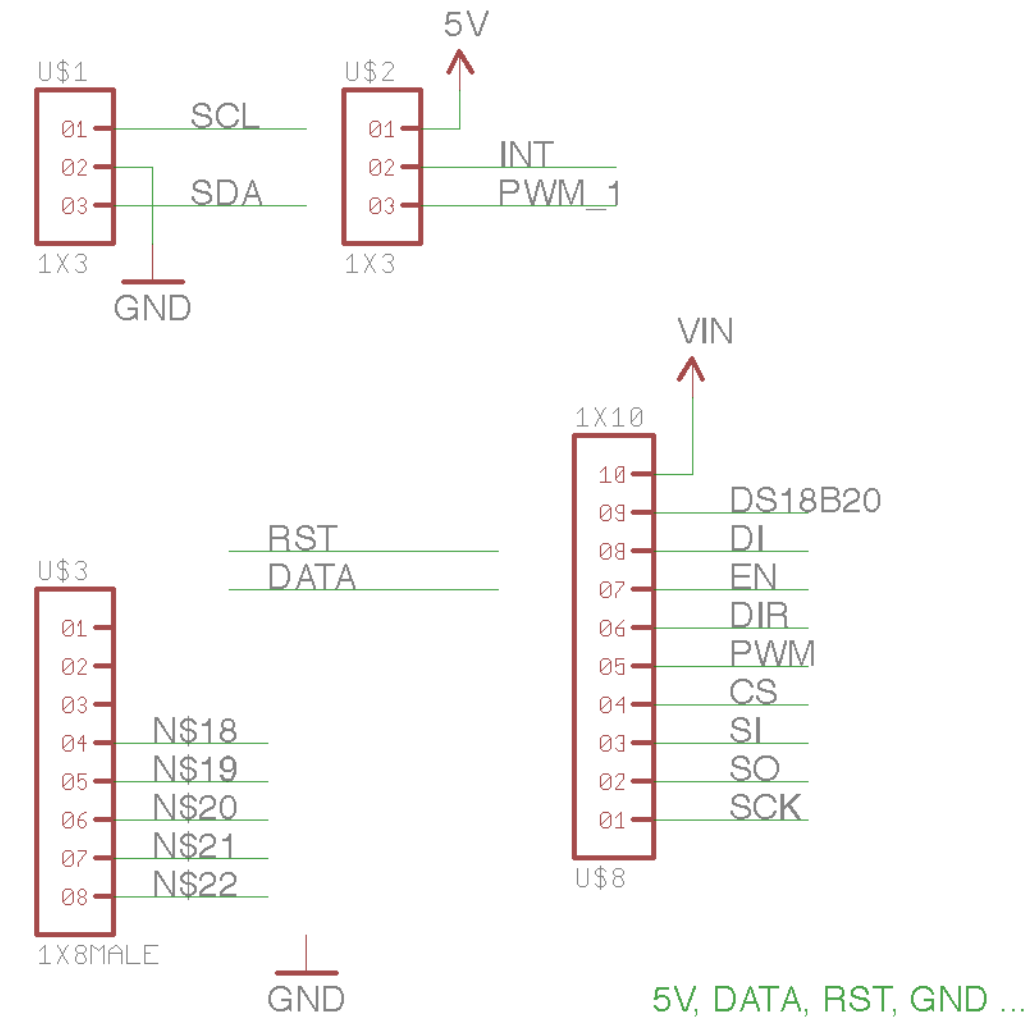 5V
U$1
U$2
01 SCL
01
02
02 INT
03 SDA
03 PWM_1
1X3
1X3
GND
VIN
1X10
10
09 DS18B20
RST
08 DI
U$3
DATA
07 EN
01
06 DIR
02
05 PWM
03
04 CS
04 N$18
03 SI
05 N$19
02 SO
06 N$20
01 SCK
07 N$21
08 N$22
U$8
1X8MALE
GND
5V, DATA, RST, GND ...